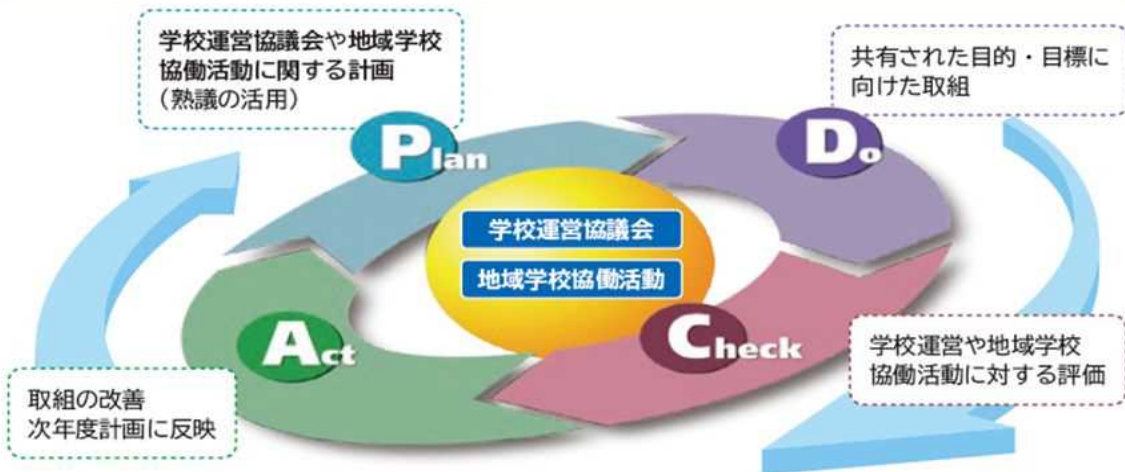 学校運営協議会や地域学校
協働活動に関する計画
（熟議の活用）
Plan
共有された目的・目標に
向けた取組
Do
学校運営協議会
地域学校協働活動
Check
学校運営や地域学校
協働活動に対する評価
Act
取組の改善
次年度計画に反映